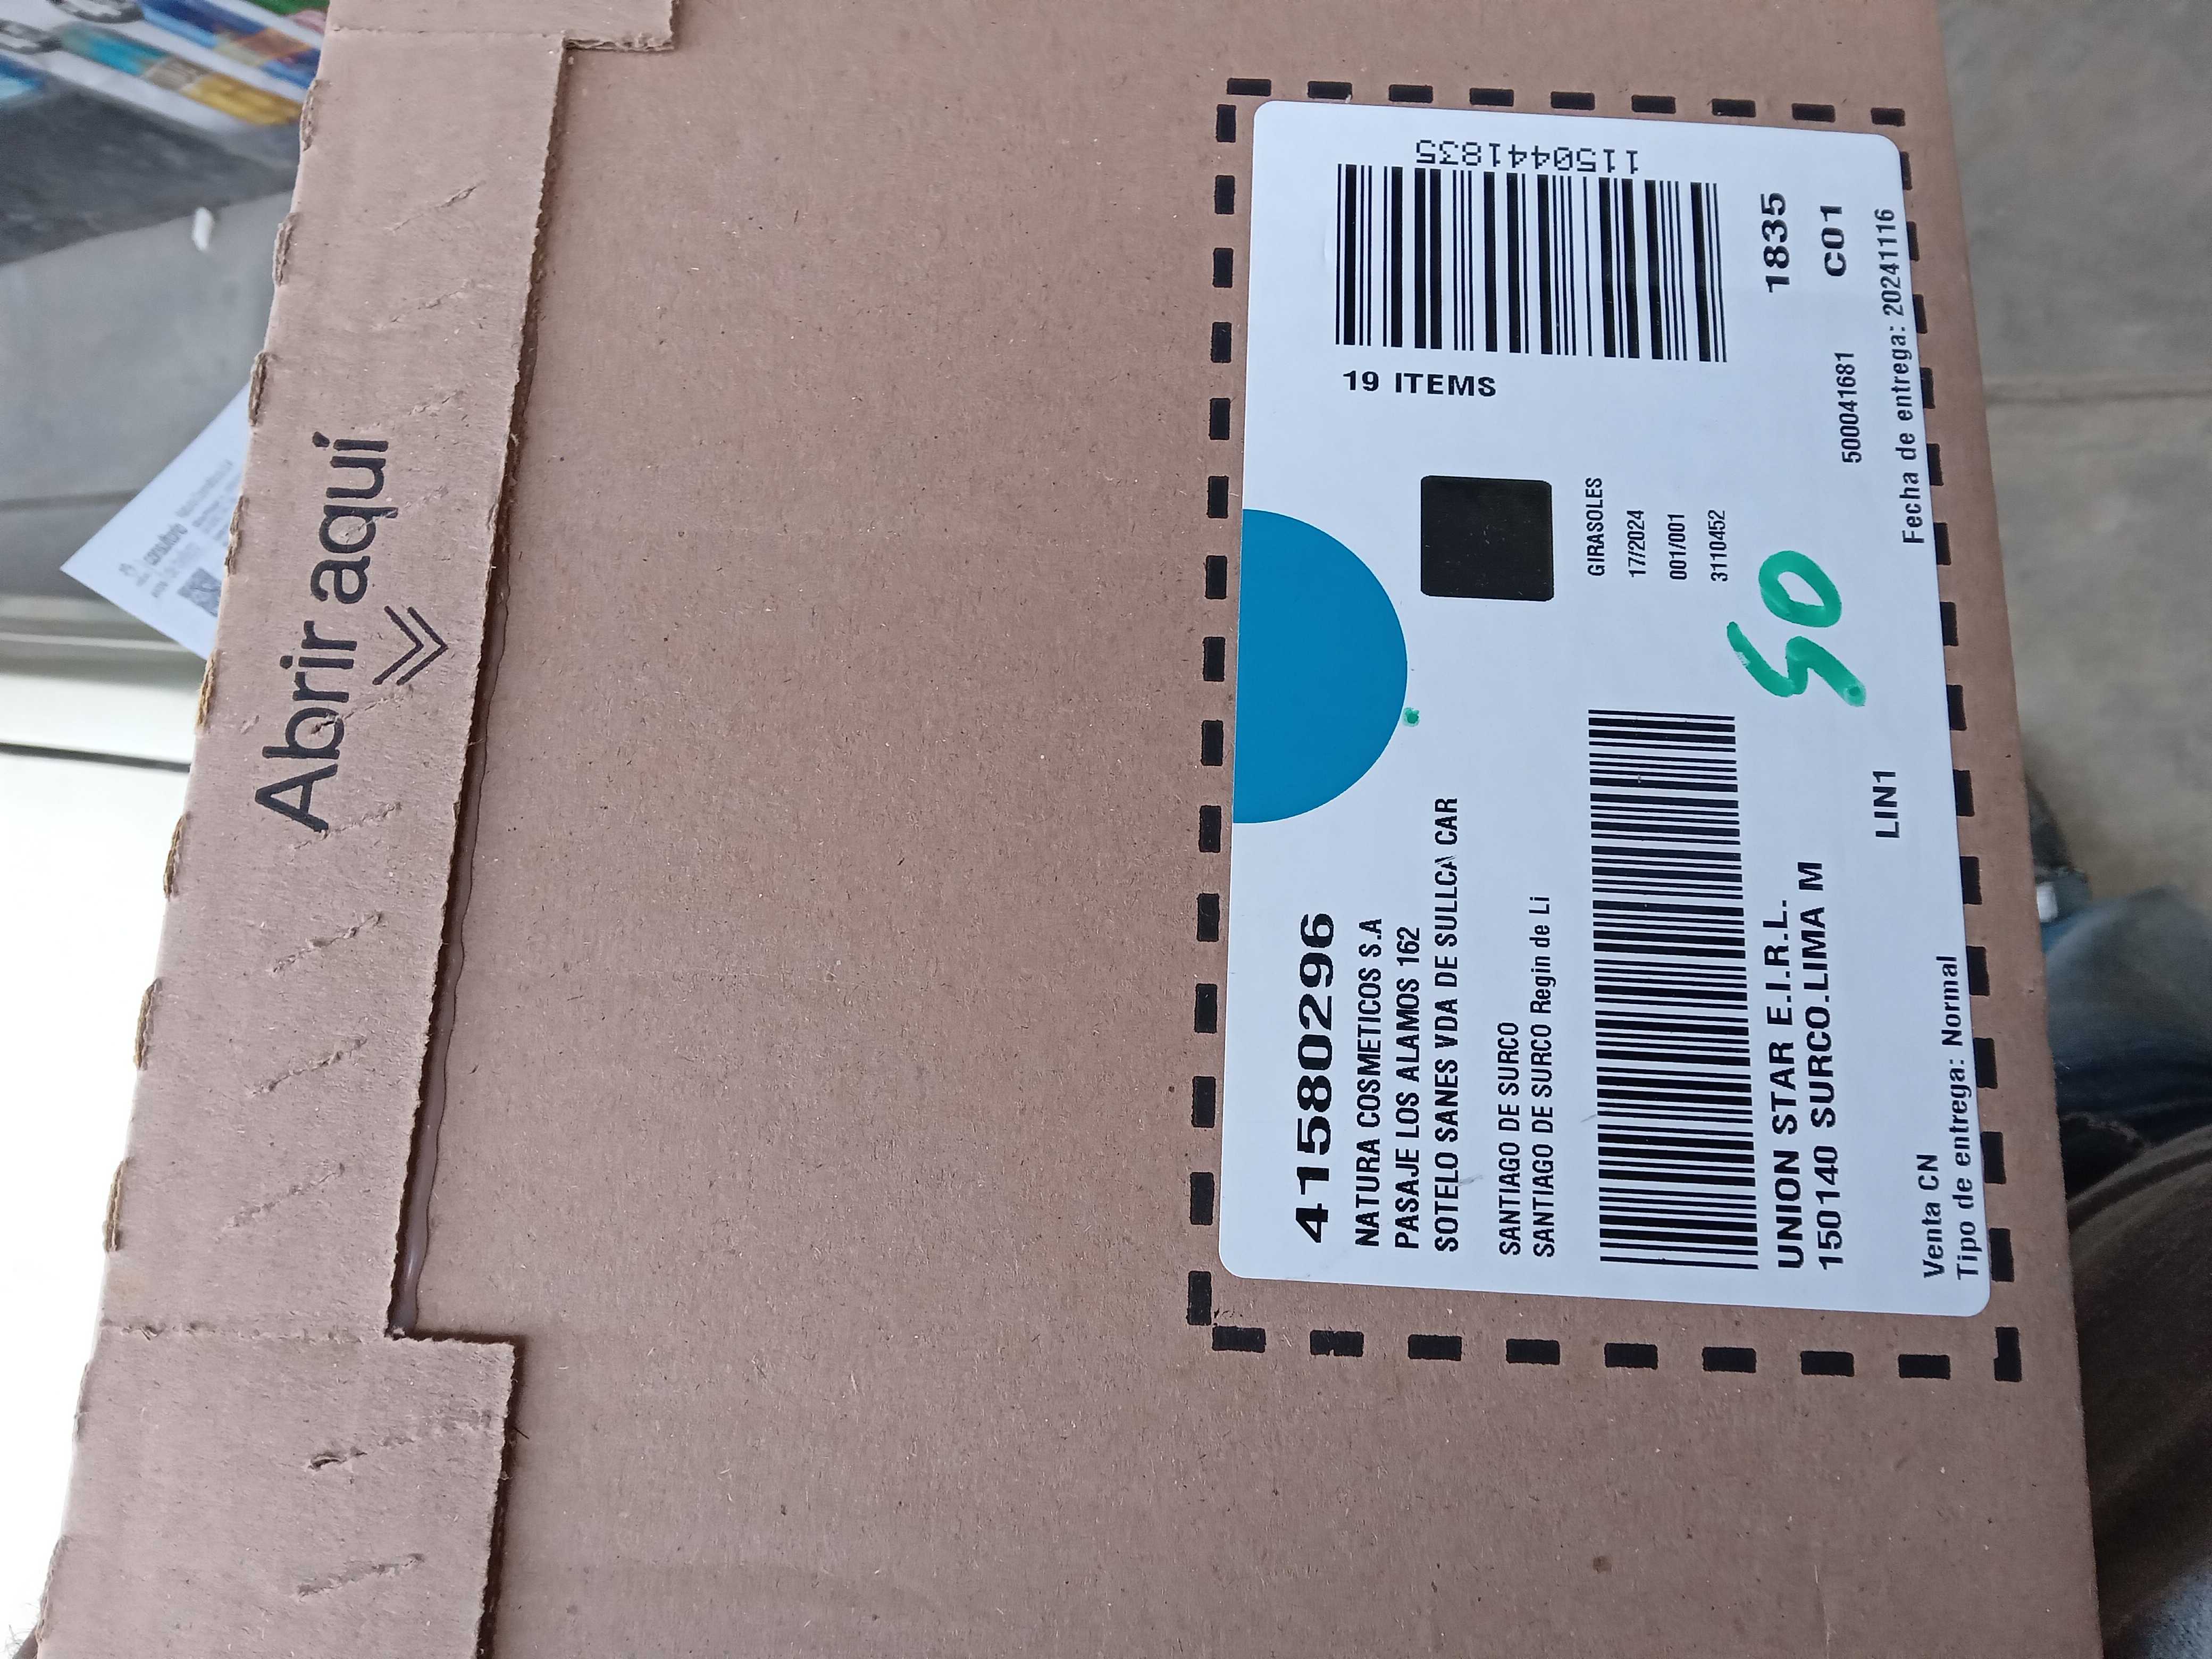 Abrir aquí
41580296
NATURA COSMETICOS S.A
PASAJE LOS ALAMOS 162
SOTELO SANES VDA DE SULLCA CAR
SANTIAGO DE SURCO
SANTIAGO DE SURCO Regin de Li
UNION STAR E.I.R.L.
150140 SURCO.LIMA M
LIN1
Venta CN
Tipo de entrega: Normal
GIRASOLES
17/2024
001/001
3110452
50
1150441835
19 ITEMS
1835
C01
500041681
Fecha de entrega: 20241116